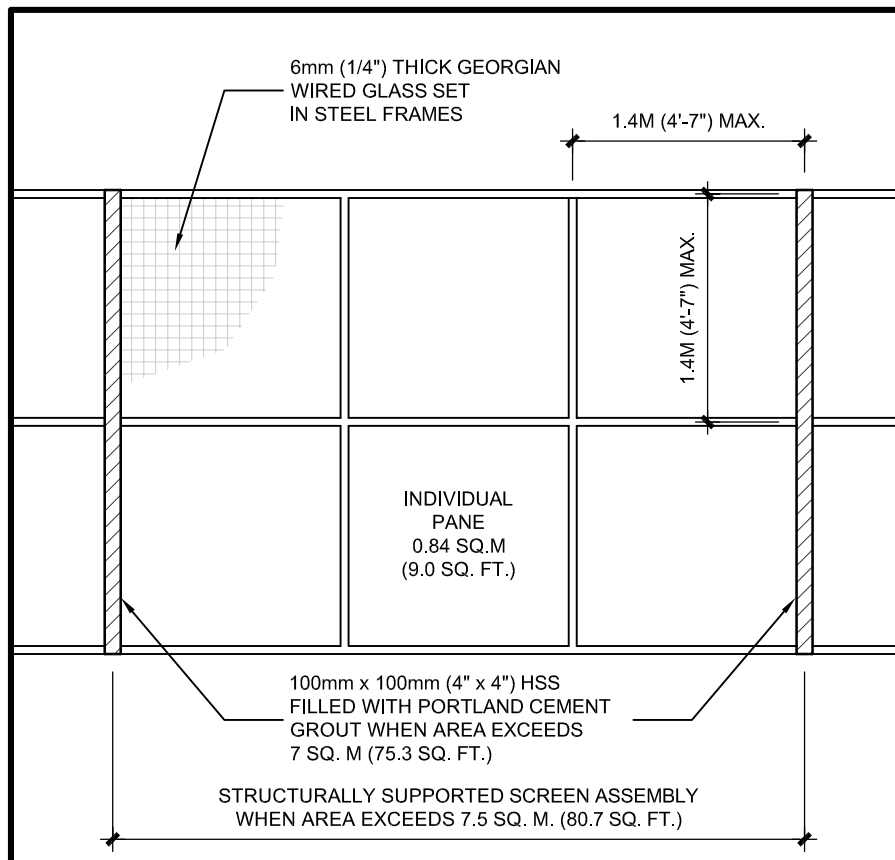 6mm (1/4") THICK GEORGIAN
WIRED GLASS SET
IN STEEL FRAMES
1.4M (4'-7") MAX.
1.4M (4'-7") MAX.
INDIVIDUAL
PANE
0.84 SQ.M
(9.0 SQ. FT.)
100mm x 100mm (4" x 4") HSS
FILLED WITH PORTLAND CEMENT
GROUT WHEN AREA EXCEEDS
7 SQ. M (75.3 SQ. FT.)
STRUCTURALLY SUPPORTED SCREEN ASSEMBLY
WHEN AREA EXCEEDS 7.5 SQ. M. (80.7 SQ. FT.)